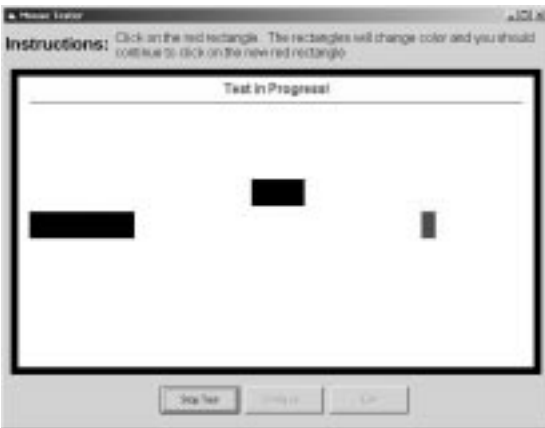 Mouse Tester
Instructions: Click on the red rectangle. The rectangles will change color and you should
continue to click on the new red rectangle
Test in Progress!
Stop Test